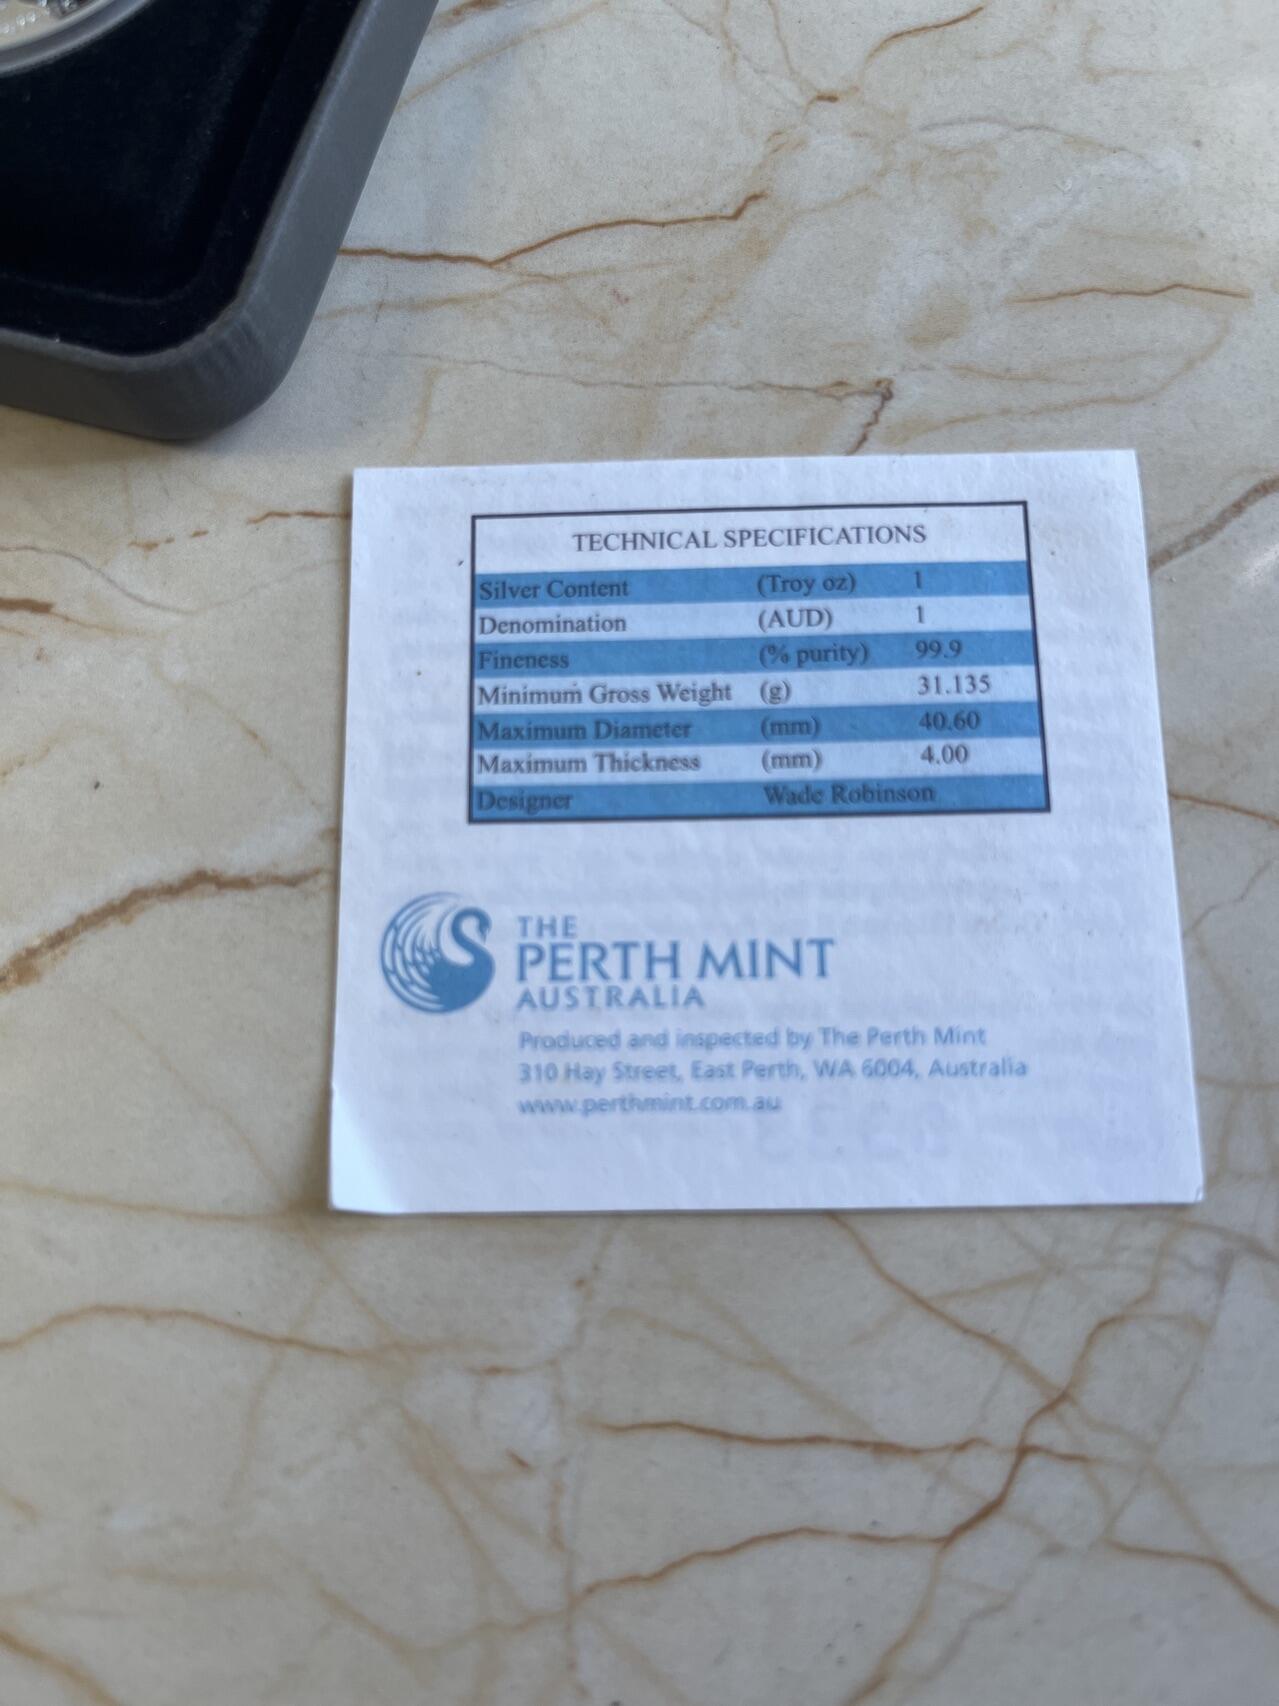 TECHNICAL SPECIFICATIONS
Silver Content (Troy oz) 1
Denomination (AUD) 1
Fineness (% purity) 99.9
Minimum Gross Weight (g) 31.135
Maximum Diameter (mm) 40.60
Maximum Thickness (mm) 4.00
Designer Wade Robinson
THE
PERTH MINT
AUSTRALIA
Produced and inspected by The Perth Mint
310 Hay Street, East Perth, WA 6004, Australia
www.perthmint.com.au